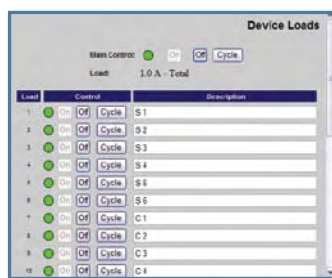 Device Loads
Main Control: On Off Cycle
Load: 1.0 A - Total
Load Control Description
1 On Off Cycle S 1
2 On Off Cycle S 2
3 On Off Cycle S 3
4 On Off Cycle S 4
5 On Off Cycle S 5
6 On Off Cycle S 6
7 On Off Cycle C 1
8 On Off Cycle C 2
9 On Off Cycle C 3
10 On Off Cycle C 4